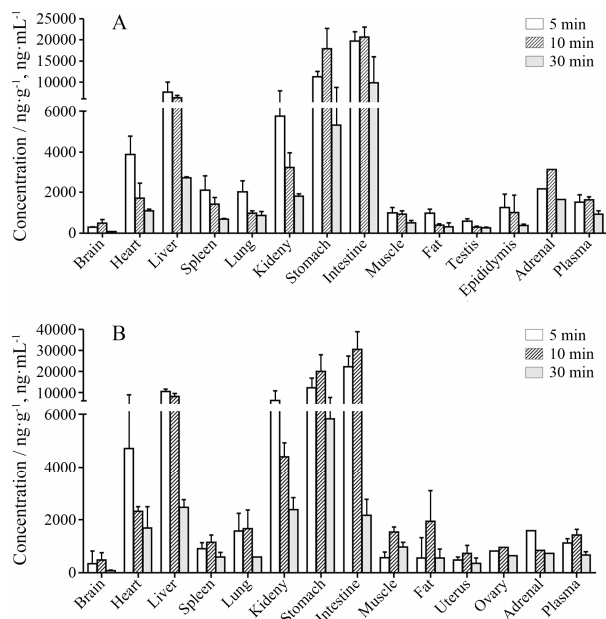 A
5 min
10 min
30 min
Concentration / ng·g⁻¹, ng·mL⁻¹
25000
20000
15000
10000
6000
4000
2000
0
Brain
Heart
Liver
Spleen
Lung
Kideny
Stomach
Intestine
Muscle
Fat
Testis
Epididymis
Adrenal
Plasma
B
5 min
10 min
30 min
Concentration / ng·g⁻¹, ng·mL⁻¹
40000
30000
20000
10000
6000
4000
2000
0
Brain
Heart
Liver
Spleen
Lung
Kideny
Stomach
Intestine
Muscle
Fat
Uterus
Ovary
Adrenal
Plasma